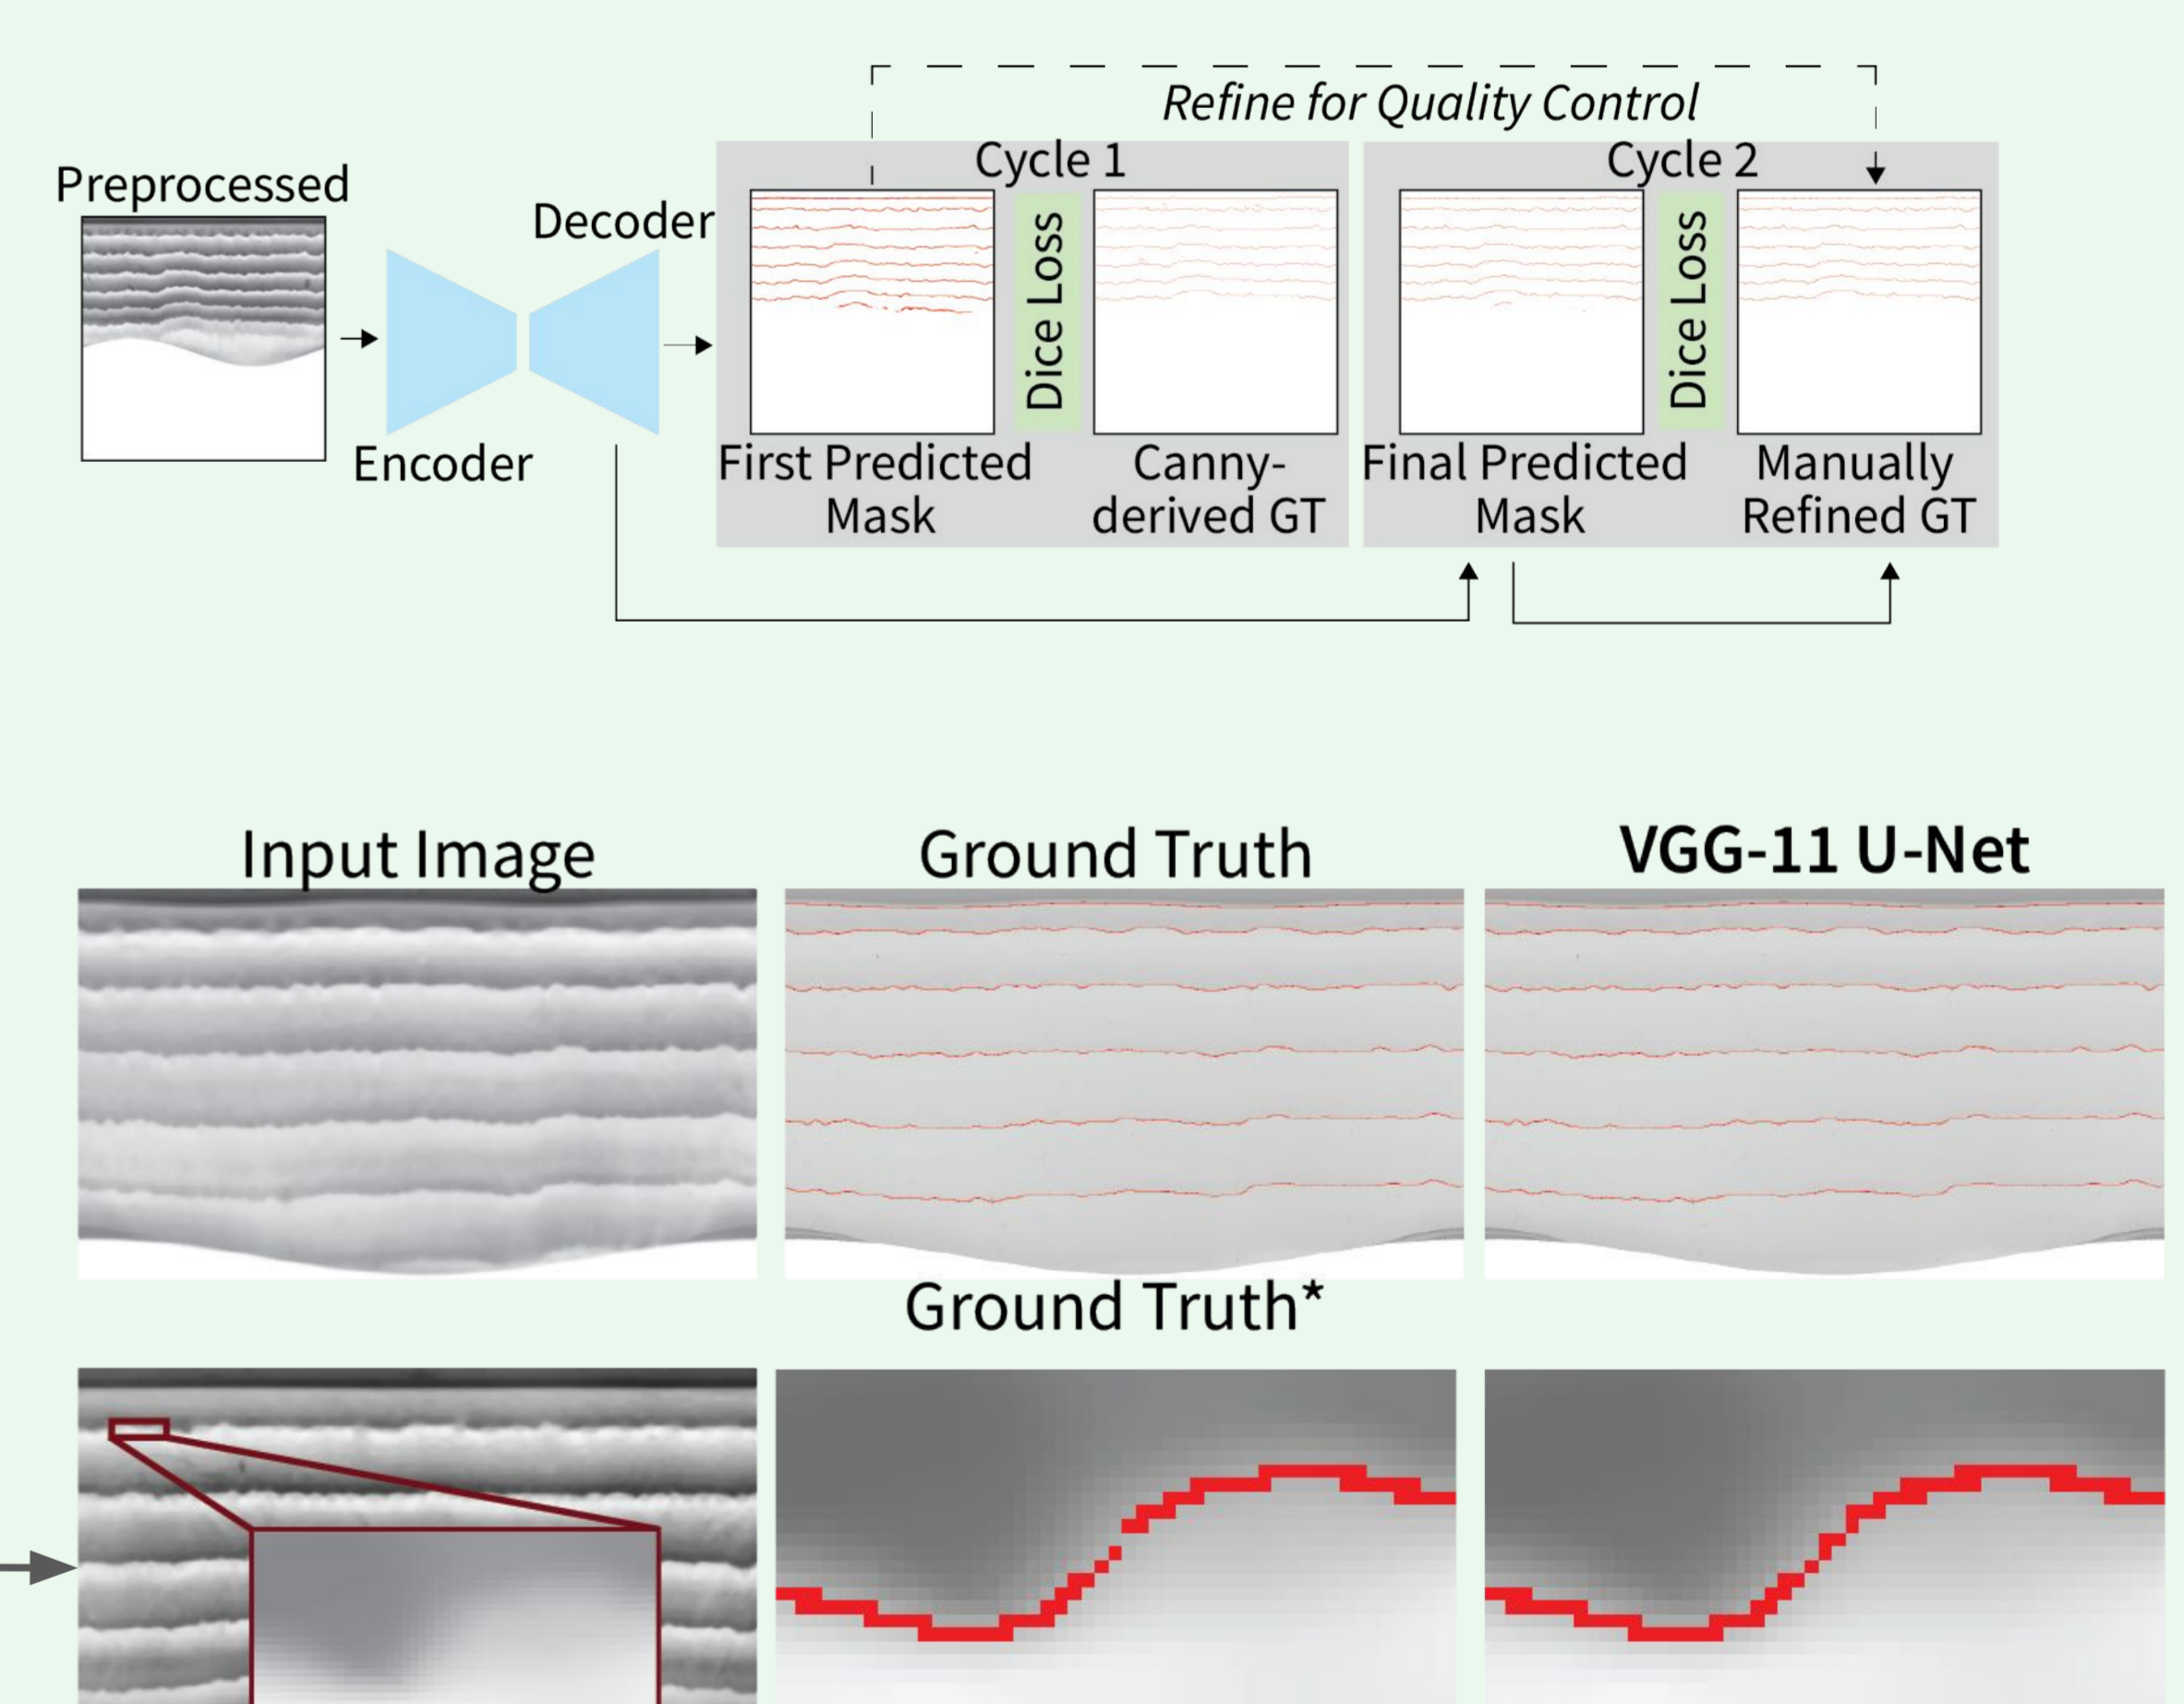 Refine for Quality Control
Preprocessed
Encoder
Decoder
Cycle 1
First Predicted
Mask
Dice Loss
Canny-
derived GT
Cycle 2
Final Predicted
Mask
Dice Loss
Manually
Refined GT
Input Image
Ground Truth
VGG-11 U-Net
Ground Truth*